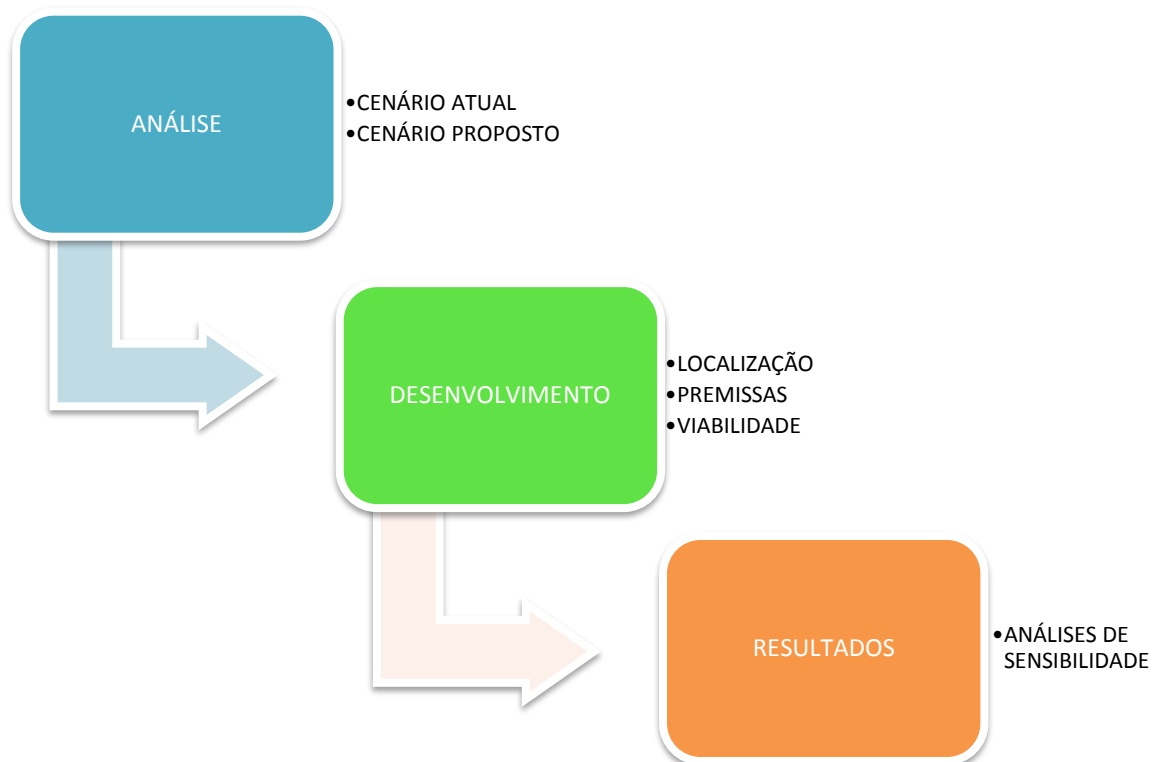 ANÁLISE
•CENÁRIO ATUAL
•CENÁRIO PROPOSTO
DESENVOLVIMENTO
•LOCALIZAÇÃO
•PREMISSAS
•VIABILIDADE
RESULTADOS
•ANÁLISES DE
SENSIBILIDADE